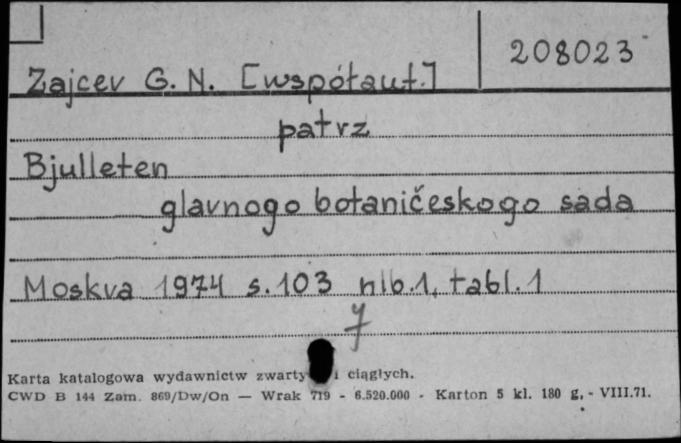 208023
Zajcev G. N. [współaut.]
patrz
Bjulleten
glavnogo botaničeskogo sada
Moskva 1974 s. 103 nlb. 1, tabl. 1
7
Karta katalogowa wydawnictw zwarty i ciągłych.
CWD B 144 Zam. 869/Dw/On — Wrak 719 - 6.520.000 - Karton 5 kl. 180 g. - VIII.71.